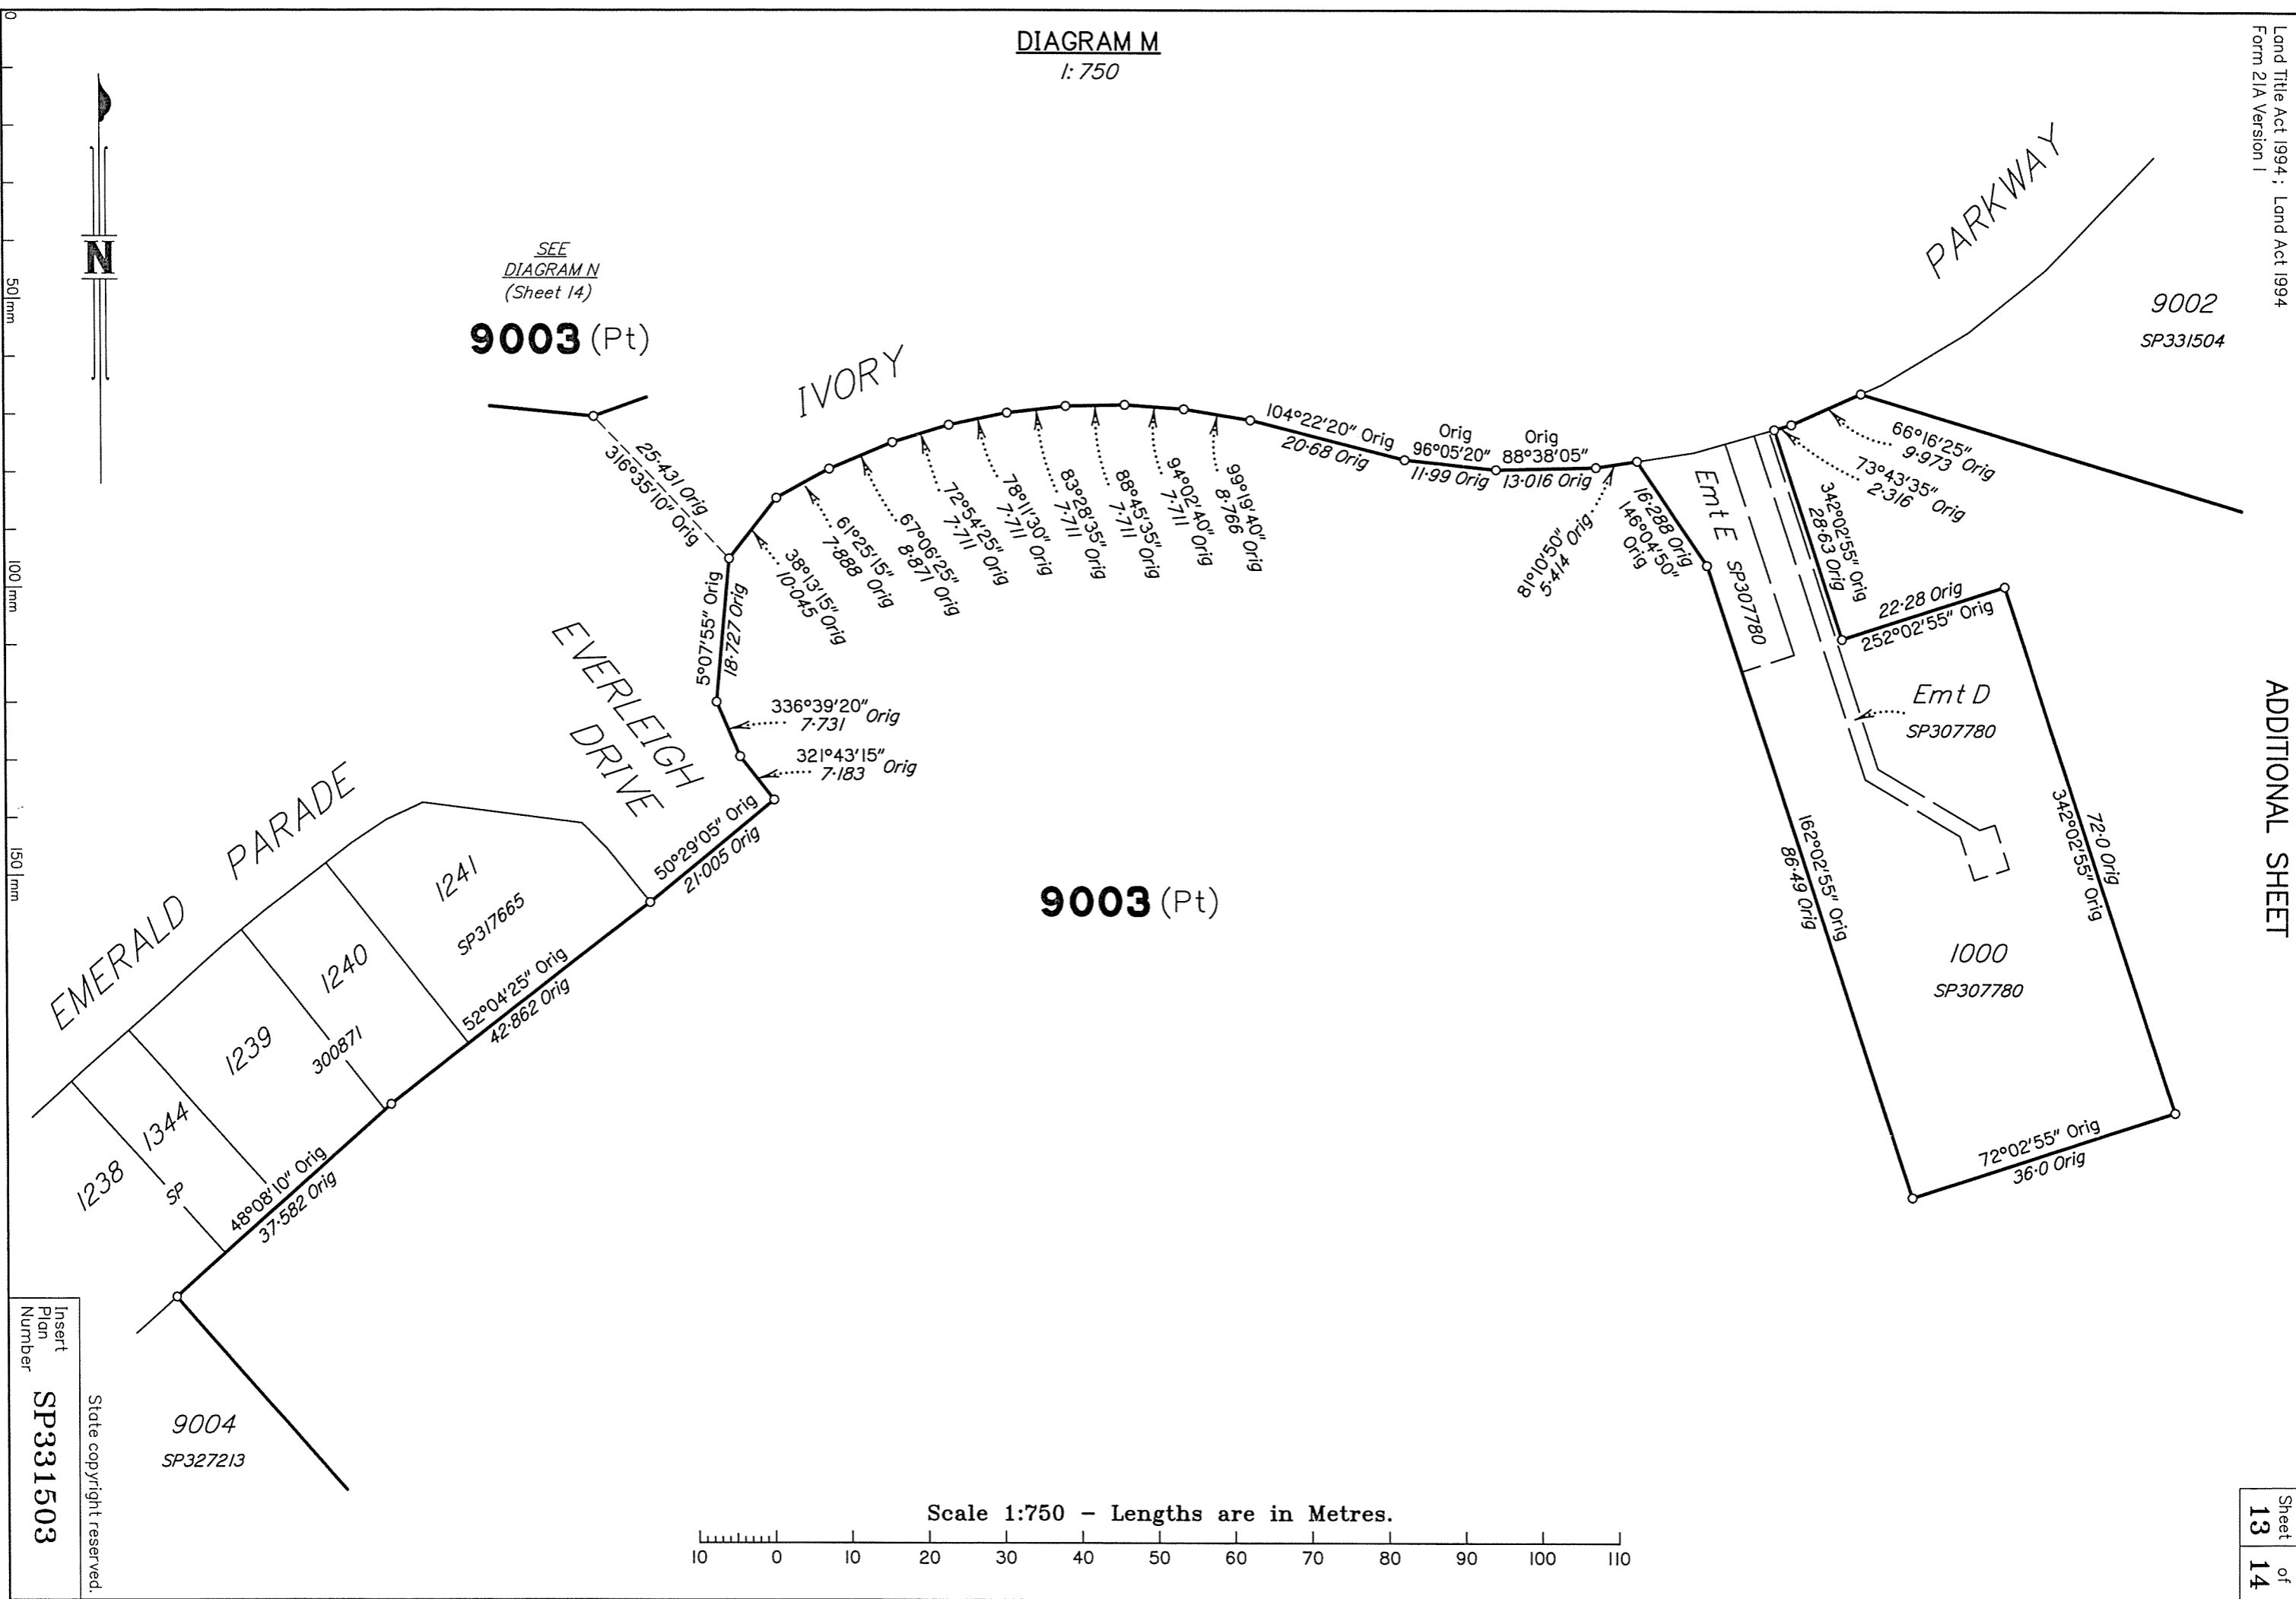 DIAGRAM M
1: 750
Land Title Act 1994 ; Land Act 1994
Form 21A Version 1
ADDITIONAL SHEET
Sheet of
13 14
0
50 mm
100 mm
150 mm
N
SEE
DIAGRAM N
(Sheet 14)
9003 (Pt)
IVORY
PARKWAY
9002
SP331504
25·431 Orig
316°35'10" Orig
38°13'15" Orig
10·045
61°25'15" Orig
7·888
67°06'25" Orig
8·871
72°54'25" Orig
7·711
78°11'30" Orig
7·711
83°28'35" Orig
7·711
88°45'35" Orig
7·711
94°02'40" Orig
7·711
99°19'40" Orig
8·766
104°22'20" Orig
20·68 Orig
Orig
96°05'20"
11·99 Orig
Orig
88°38'05"
13·016 Orig
81°10'50" Orig
5·414
16·288 Orig
146°04'50"
Orig
Emt E
SP307780
66°16'25" Orig
9·973
73°43'35" Orig
2·316
342°02'55" Orig
28·63 Orig
22·28 Orig
252°02'55" Orig
Emt D
SP307780
5°07'55" Orig
18·727 Orig
EVERLEIGH
DRIVE
336°39'20" Orig
7·731
321°43'15" Orig
7·183
50°29'05" Orig
21·005 Orig
72·0 Orig
342°02'55" Orig
162°02'55" Orig
86·49 Orig
1000
SP307780
72°02'55" Orig
36·0 Orig
9003 (Pt)
EMERALD PARADE
1241
SP317665
1240
1239
300871
1344
1238
SP
52°04'25" Orig
42·862 Orig
48°08'10" Orig
37·582 Orig
9004
SP327213
Scale 1:750 – Lengths are in Metres.
10 0 10 20 30 40 50 60 70 80 90 100 110
State copyright reserved.
Insert
Plan
Number
SP331503